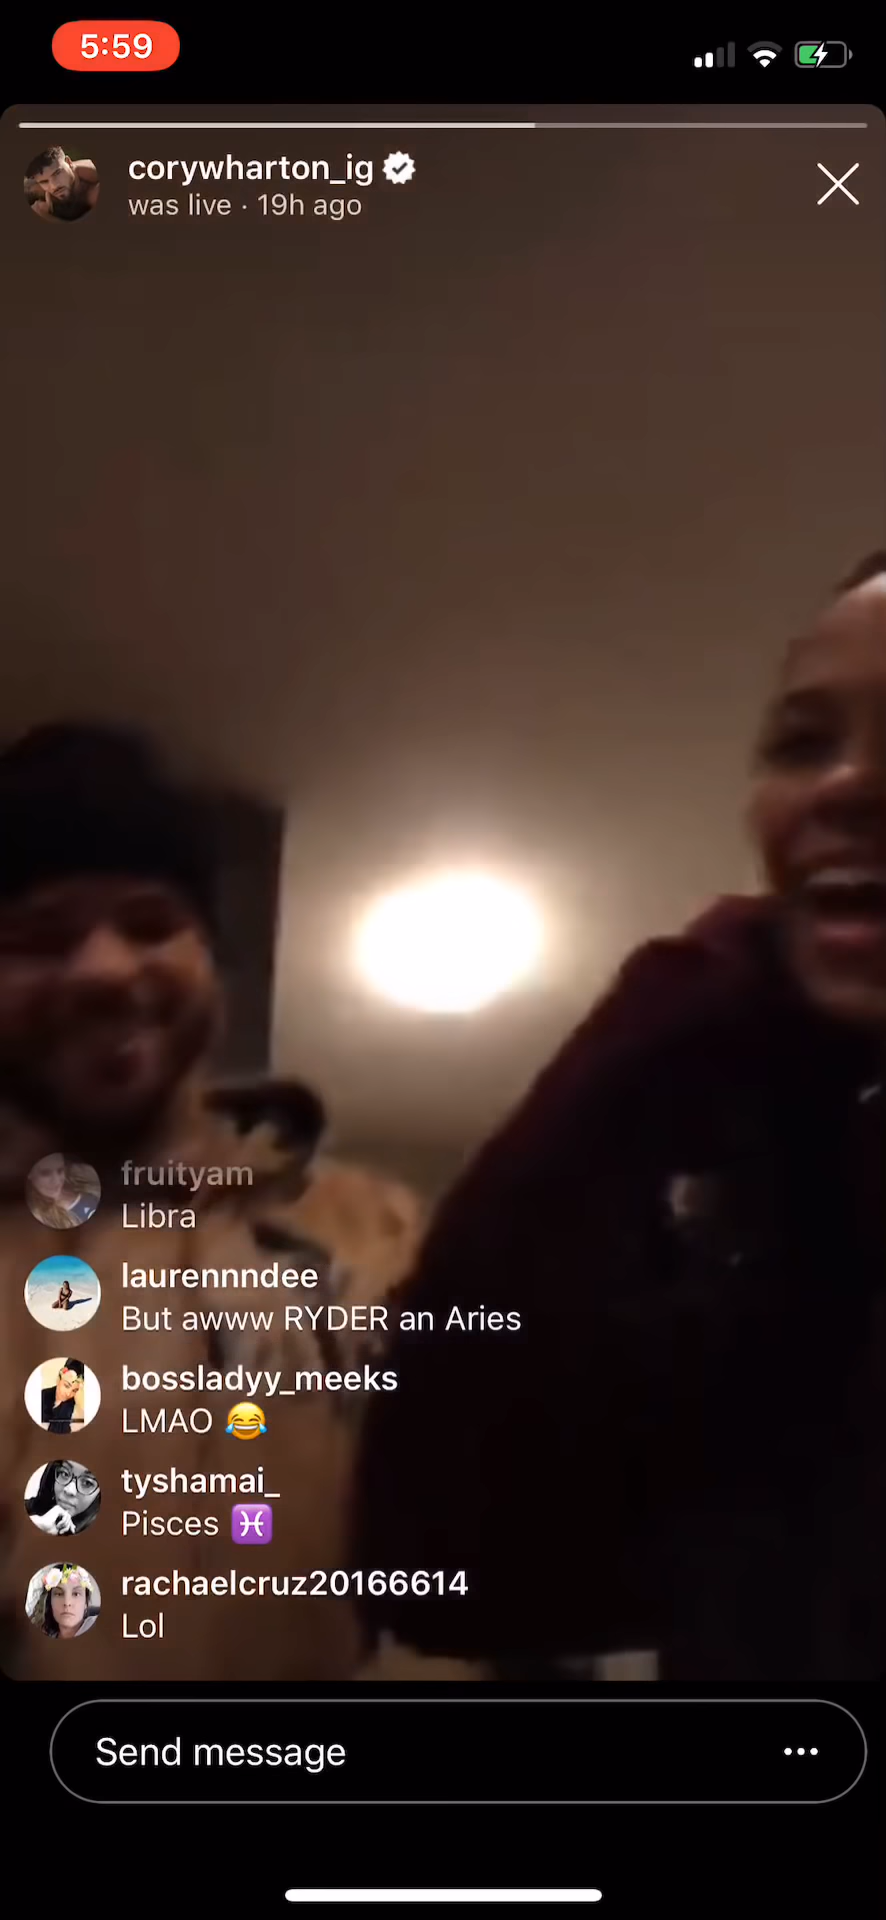 5:59
corywharton_ig
was live · 19h ago
fruityam
Libra
laurennndee
But awww RYDER an Aries
bossladyy_meeks
LMAO 😂
tyshamai_
Pisces ♓
rachaelcruz20166614
Lol
Send message